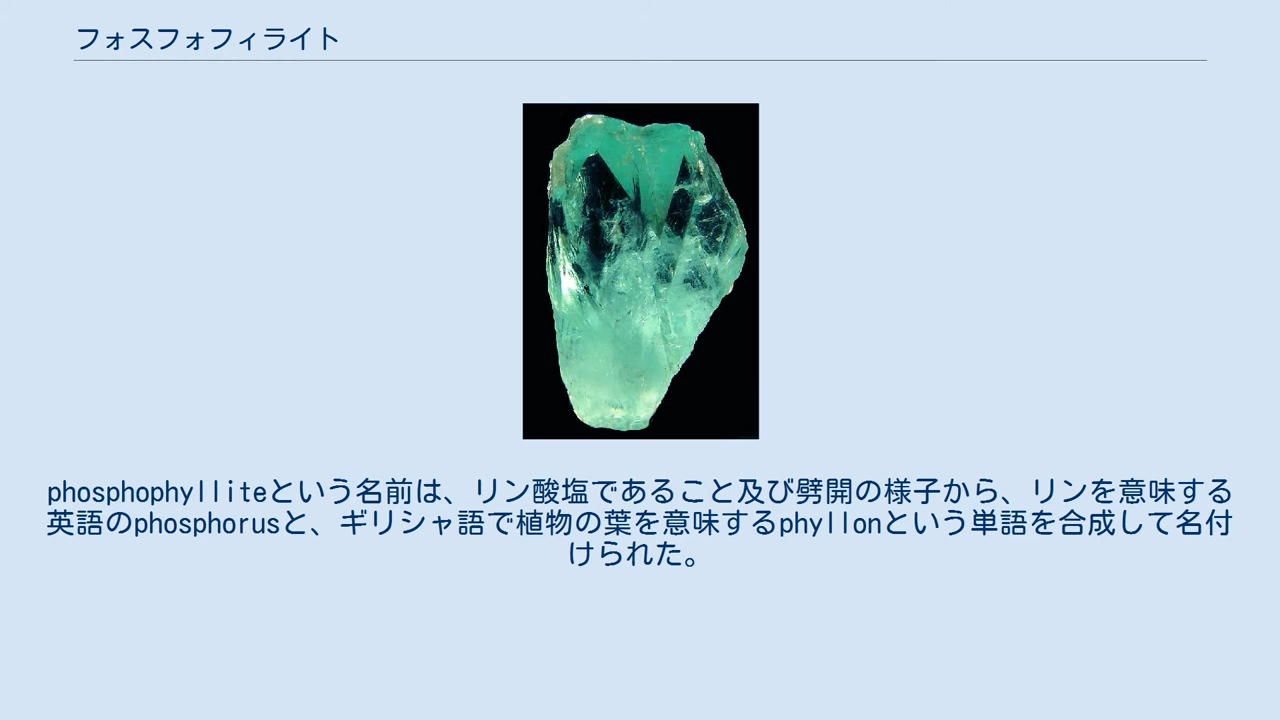 フォスフォフィライト
phosphophylliteという名前は、リン酸塩であること及び劈開の様子から、リンを意味する
英語のphosphorusと、ギリシャ語で植物の葉を意味するphyllonという単語を合成して名付
けられた。